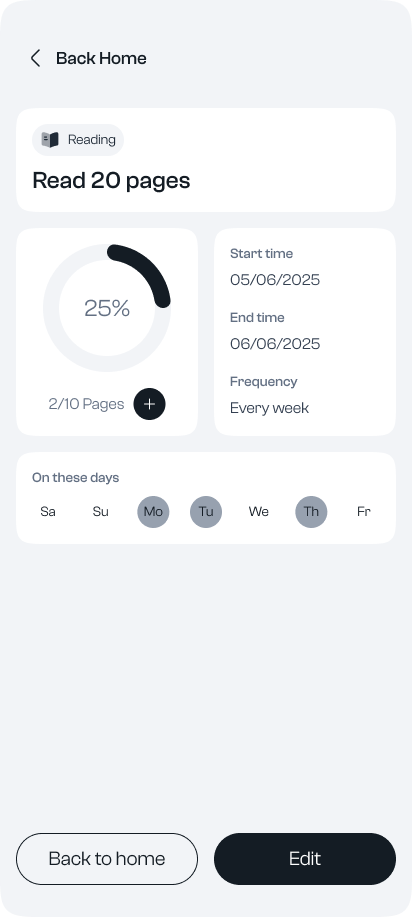 Back Home
Reading
Read 20 pages
25%
2/10 Pages
Start time
05/06/2025
End time
06/06/2025
Frequency
Every week
On these days
Sa Su Mo Tu We Th Fr
Back to home
Edit